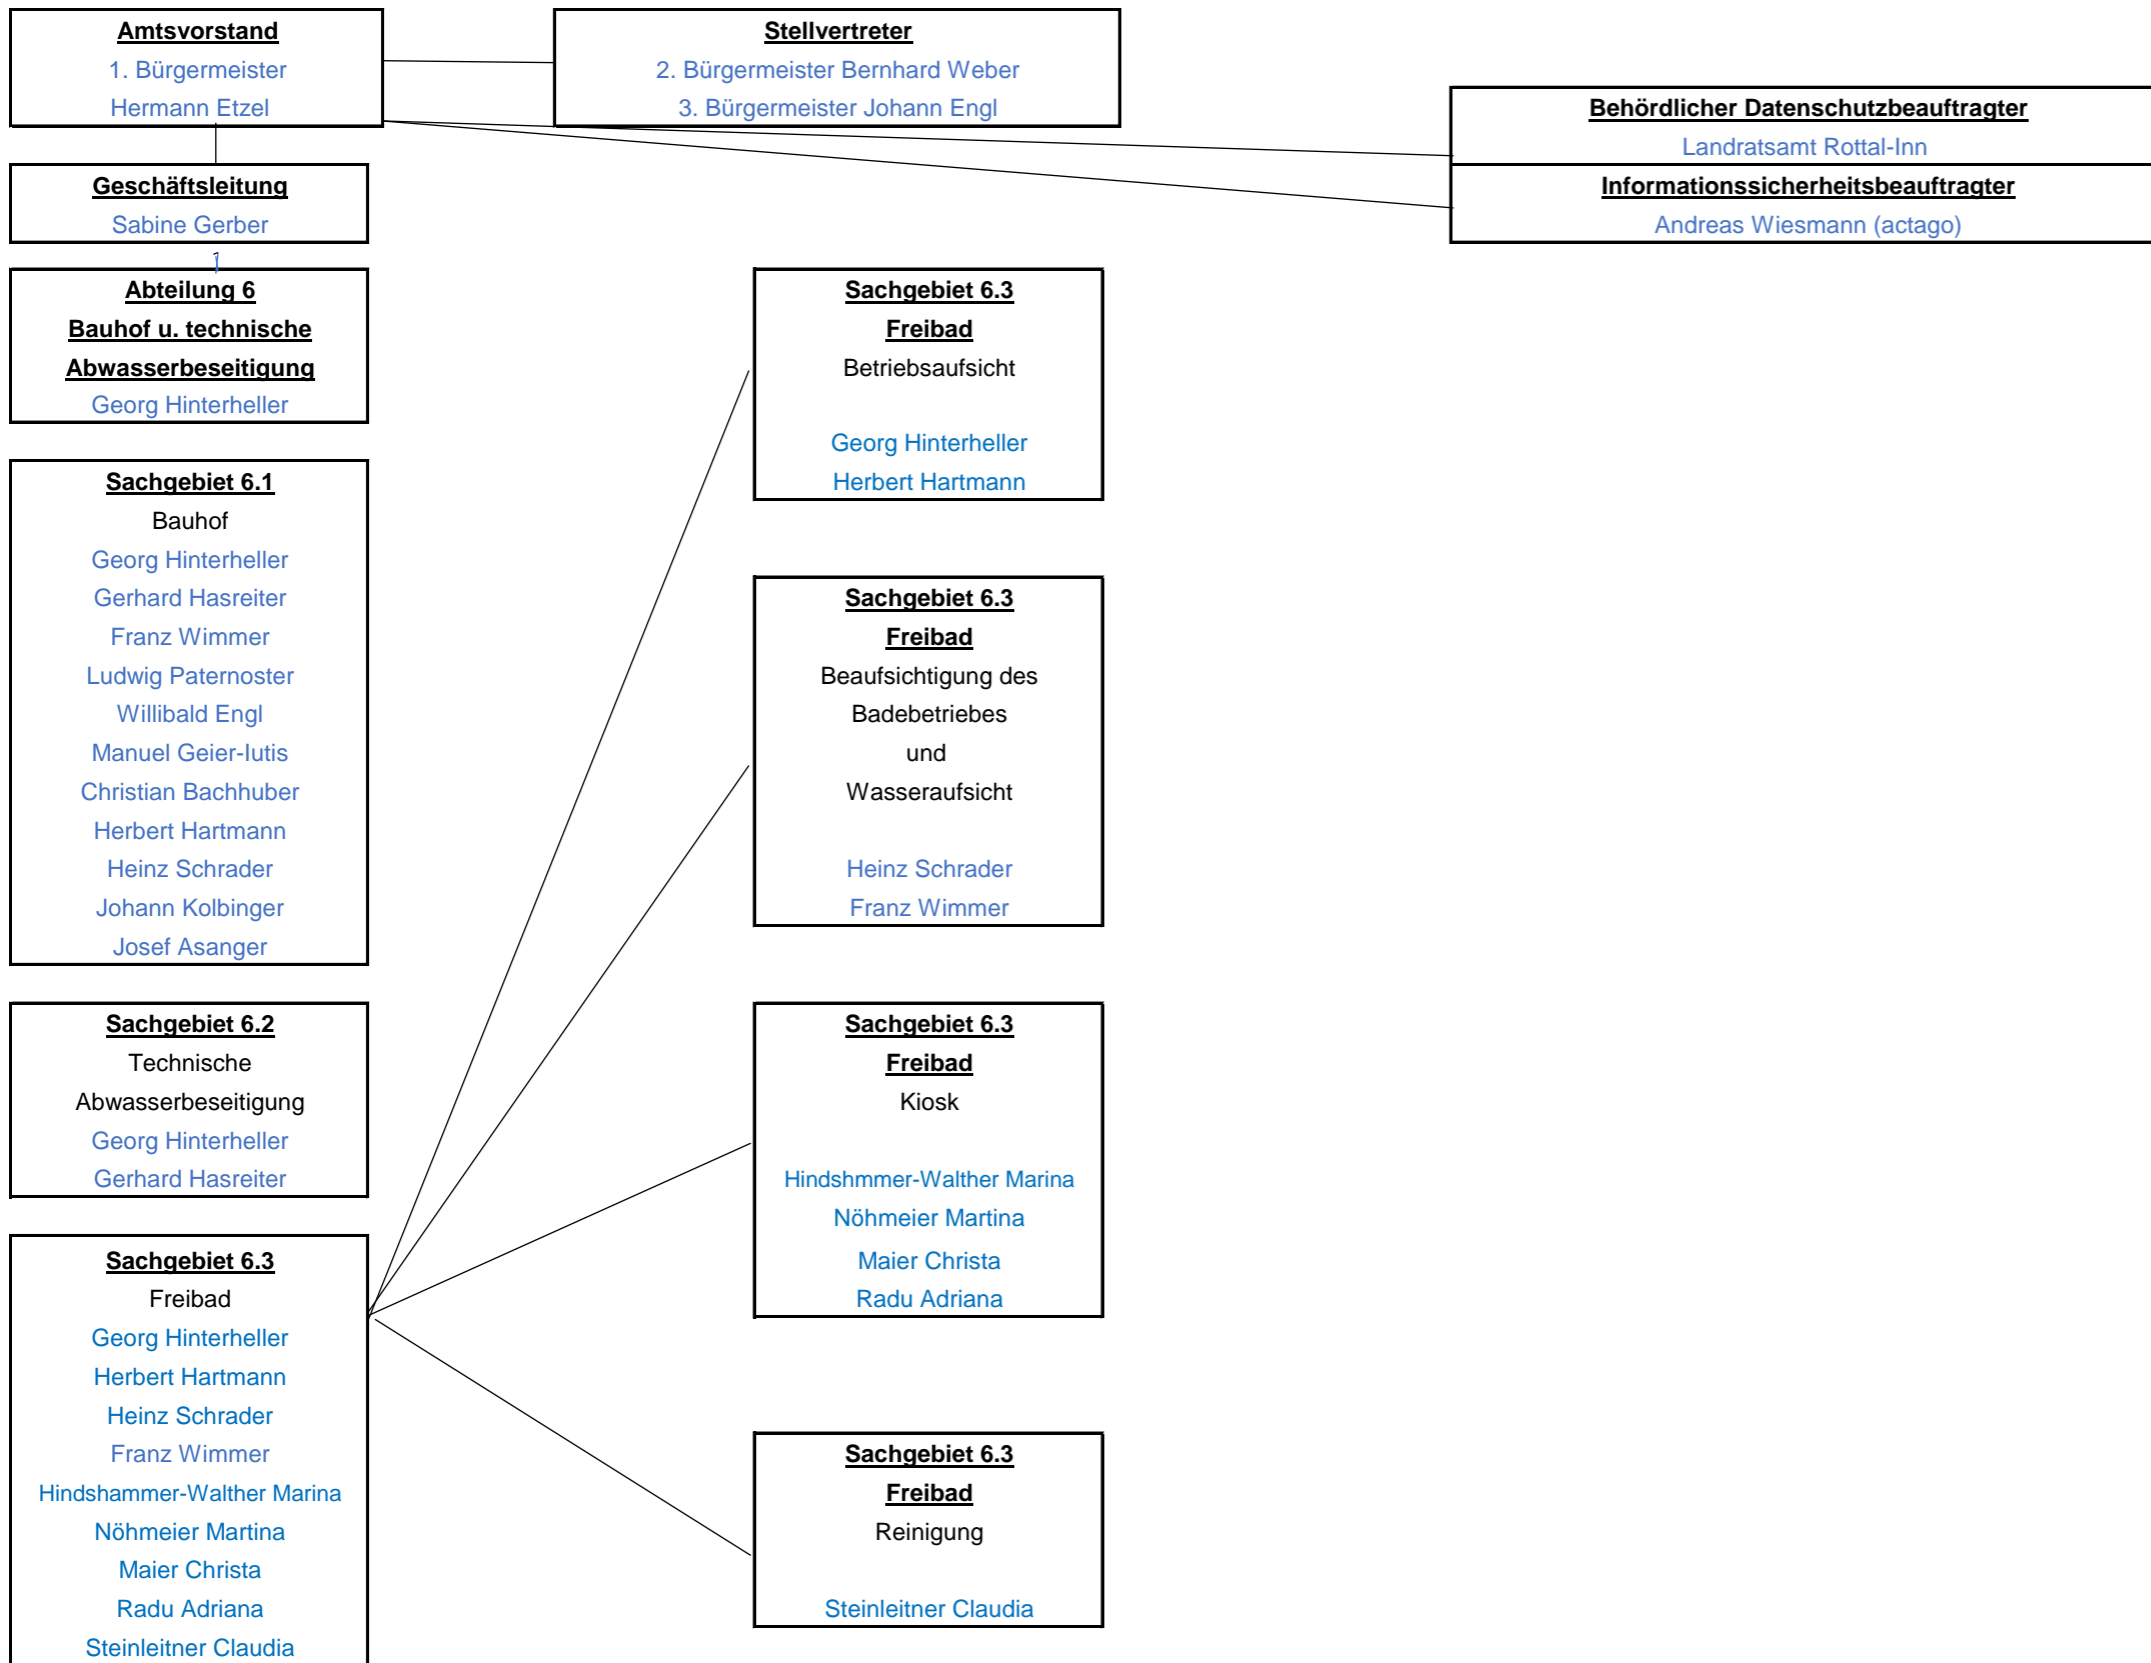 Amtsvorstand
1. Bürgermeister
Hermann Etzel
Stellvertreter
2. Bürgermeister Bernhard Weber
3. Bürgermeister Johann Engl
Behördlicher Datenschutzbeauftragter
Landratsamt Rottal-Inn
Informationssicherheitsbeauftragter
Andreas Wiesmann (actago)
Geschäftsleitung
Sabine Gerber
1
Abteilung 6
Bauhof u. technische
Abwasserbeseitigung
Georg Hinterheller
Sachgebiet 6.1
Bauhof
Georg Hinterheller
Gerhard Hasreiter
Franz Wimmer
Ludwig Paternoster
Willibald Engl
Manuel Geier-Iutis
Christian Bachhuber
Herbert Hartmann
Heinz Schrader
Johann Kolbinger
Josef Asanger
Sachgebiet 6.2
Technische
Abwasserbeseitigung
Georg Hinterheller
Gerhard Hasreiter
Sachgebiet 6.3
Freibad
Georg Hinterheller
Herbert Hartmann
Heinz Schrader
Franz Wimmer
Hindshammer-Walther Marina
Nöhmeier Martina
Maier Christa
Radu Adriana
Steinleitner Claudia
Sachgebiet 6.3
Freibad
Betriebsaufsicht
Georg Hinterheller
Herbert Hartmann
Sachgebiet 6.3
Freibad
Beaufsichtigung des
Badebetriebes
und
Wasseraufsicht
Heinz Schrader
Franz Wimmer
Sachgebiet 6.3
Freibad
Kiosk
Hindshmmer-Walther Marina
Nöhmeier Martina
Maier Christa
Radu Adriana
Sachgebiet 6.3
Freibad
Reinigung
Steinleitner Claudia